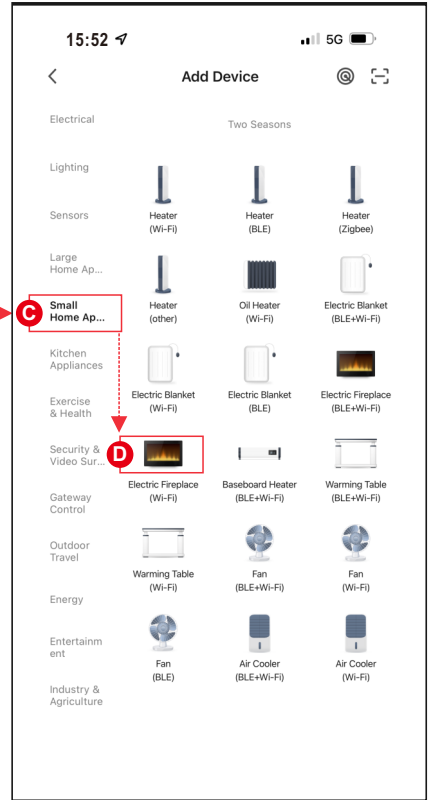 15:52
5G
Add Device
Electrical
Lighting
Sensors
Large
Home Ap...
C
Small
Home Ap...
Kitchen
Appliances
Exercise
& Health
Security &
Video Sur...
Gateway
Control
Outdoor
Travel
Energy
Entertainm
ent
Industry &
Agriculture
Two Seasons
Heater
(Wi-Fi)
Heater
(BLE)
Heater
(Zigbee)
Heater
(other)
Oil Heater
(Wi-Fi)
Electric Blanket
(BLE+Wi-Fi)
Electric Blanket
(Wi-Fi)
Electric Blanket
(BLE)
Electric Fireplace
(BLE+Wi-Fi)
D
Electric Fireplace
(Wi-Fi)
Baseboard Heater
(BLE+Wi-Fi)
Warming Table
(BLE+Wi-Fi)
Warming Table
(Wi-Fi)
Fan
(BLE+Wi-Fi)
Fan
(Wi-Fi)
Fan
(BLE)
Air Cooler
(BLE+Wi-Fi)
Air Cooler
(Wi-Fi)